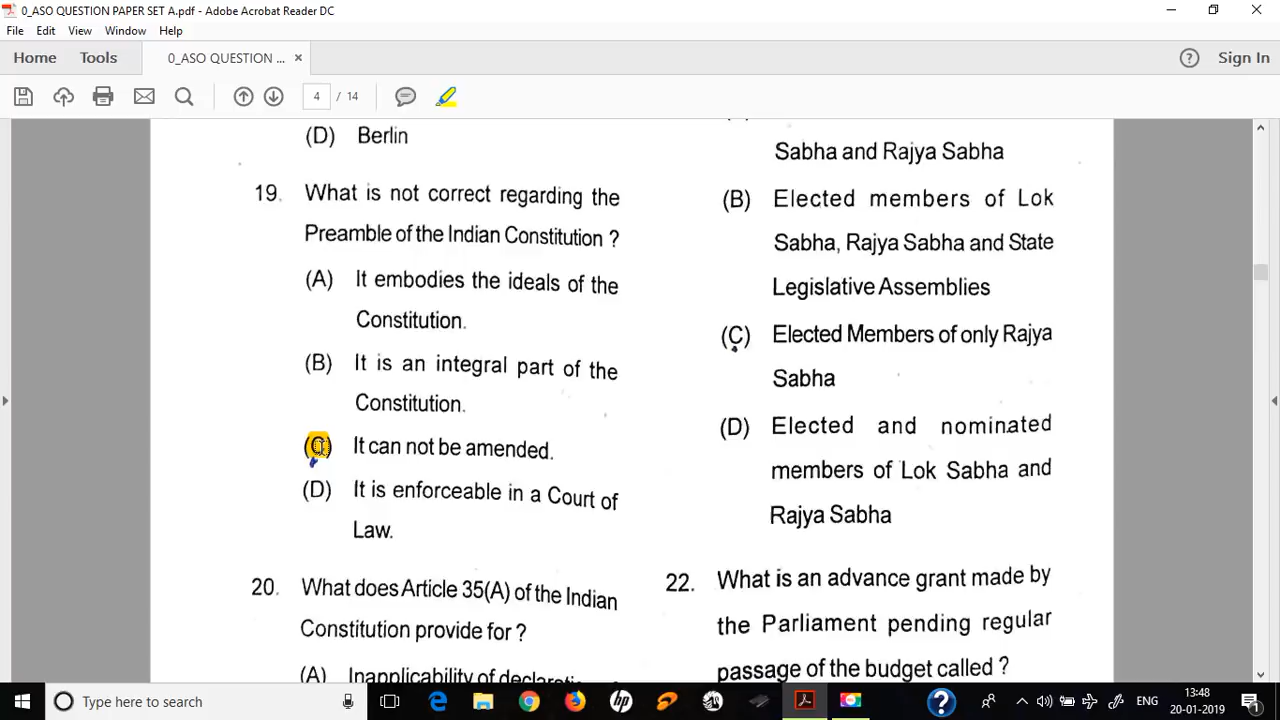 0_ASO QUESTION PAPER SET A.pdf - Adobe Acrobat Reader DC
File Edit View Window Help
Home Tools 0_ASO QUESTION ... × Sign In
4 / 14
(D) Berlin
19. What is not correct regarding the
Preamble of the Indian Constitution ?
(A) It embodies the ideals of the
Constitution.
(B) It is an integral part of the
Constitution.
(C) It can not be amended.
(D) It is enforceable in a Court of
Law.
20. What does Article 35(A) of the Indian
Constitution provide for ?
(A) Inapplicability of
Sabha and Rajya Sabha
(B) Elected members of Lok
Sabha, Rajya Sabha and State
Legislative Assemblies
(C) Elected Members of only Rajya
Sabha
(D) Elected and nominated
members of Lok Sabha and
Rajya Sabha
22. What is an advance grant made by
the Parliament pending regular
passage of the budget called ?
Type here to search
hp
ENG
13:48
20-01-2019
1